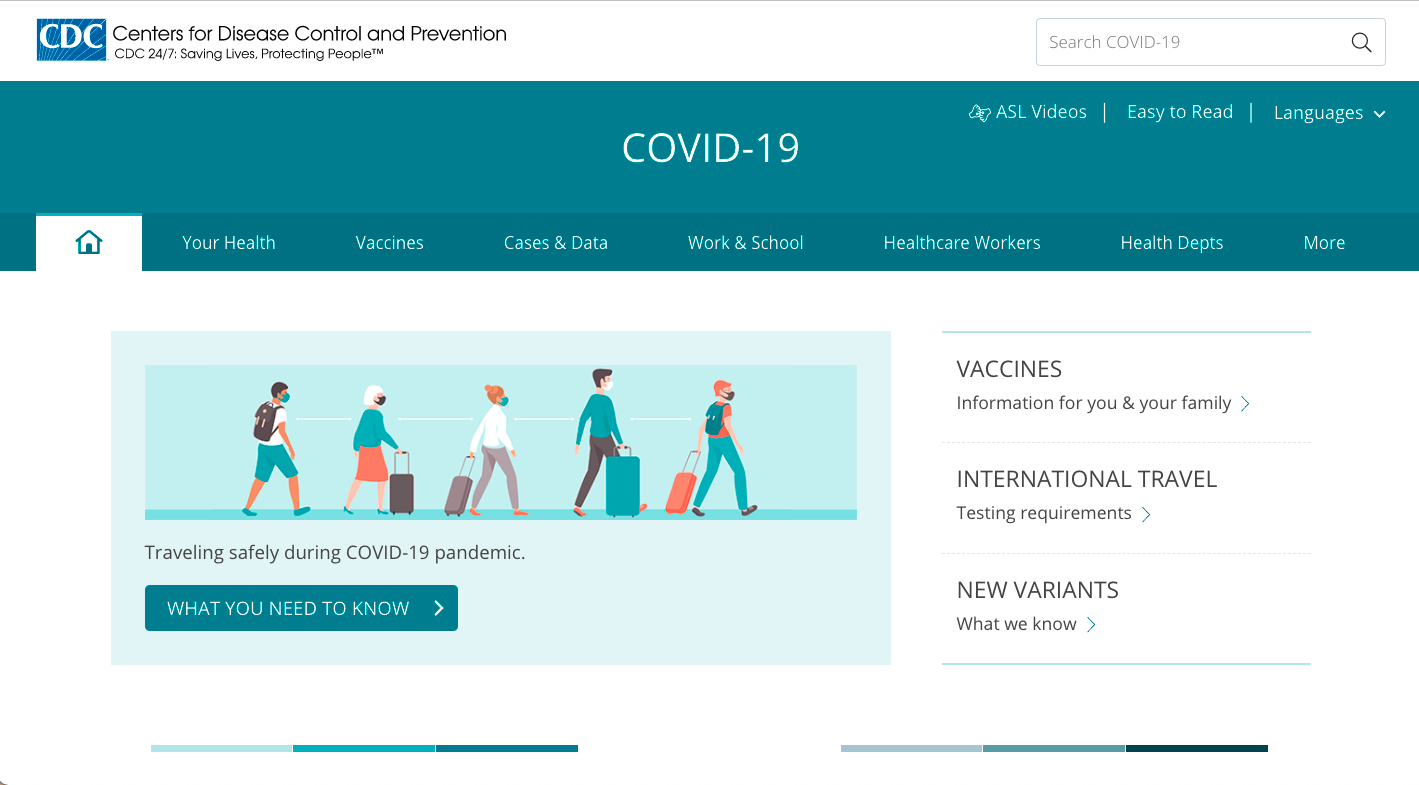 CDC Centers for Disease Control and Prevention
CDC 24/7: Saving Lives, Protecting People™
Search COVID-19
ASL Videos | Easy to Read | Languages
COVID-19
Your Health Vaccines Cases & Data Work & School Healthcare Workers Health Depts More
Traveling safely during COVID-19 pandemic.
WHAT YOU NEED TO KNOW
VACCINES
Information for you & your family
INTERNATIONAL TRAVEL
Testing requirements
NEW VARIANTS
What we know